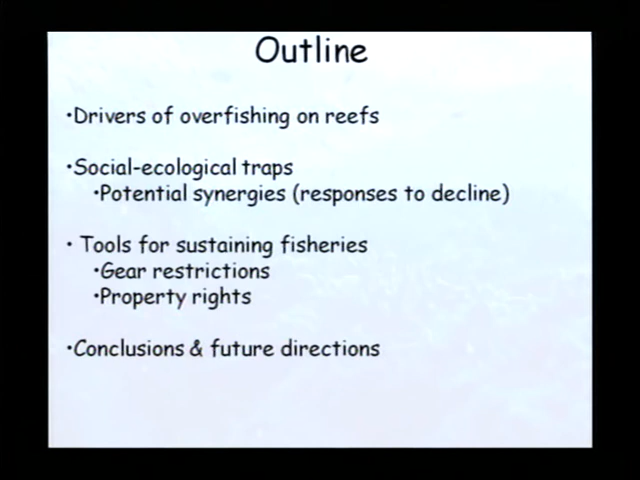 Outline
•Drivers of overfishing on reefs
•Social-ecological traps
•Potential synergies (responses to decline)
• Tools for sustaining fisheries
•Gear restrictions
•Property rights
•Conclusions & future directions